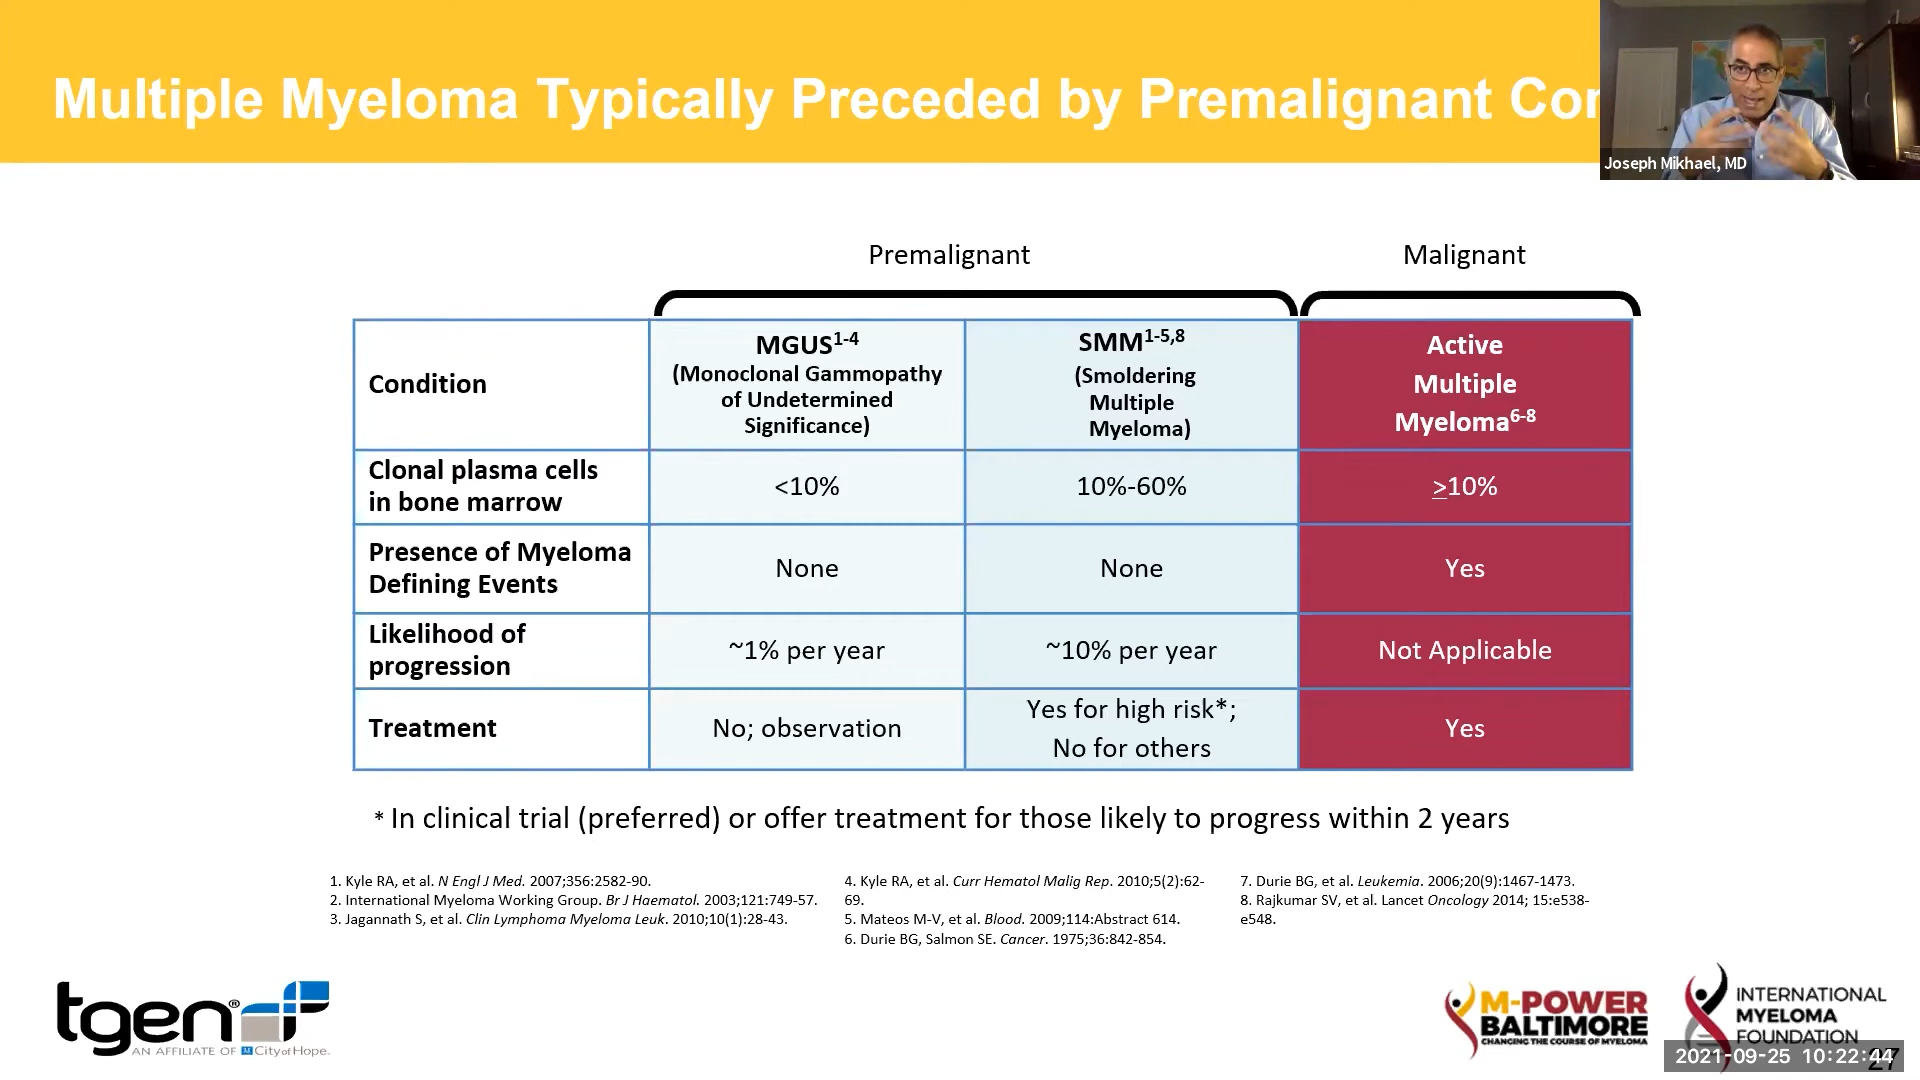 Multiple Myeloma Typically Preceded by Premalignant
Joseph Mikhael, MD
Premalignant
Malignant
Condition
MGUS1-4
(Monoclonal Gammopathy
of Undetermined
Significance)
SMM1-5,8
(Smoldering
Multiple
Myeloma)
Active
Multiple
Myeloma6-8
Clonal plasma cells
in bone marrow
<10%
10%-60%
≥10%
Presence of Myeloma
Defining Events
None
None
Yes
Likelihood of
progression
~1% per year
~10% per year
Not Applicable
Treatment
No; observation
Yes for high risk*;
No for others
Yes
* In clinical trial (preferred) or offer treatment for those likely to progress within 2 years
1. Kyle RA, et al. N Engl J Med. 2007;356:2582-90.
2. International Myeloma Working Group. Br J Haematol. 2003;121:749-57.
3. Jagannath S, et al. Clin Lymphoma Myeloma Leuk. 2010;10(1):28-43.
4. Kyle RA, et al. Curr Hematol Malig Rep. 2010;5(2):62-
69.
5. Mateos M-V, et al. Blood. 2009;114:Abstract 614.
6. Durie BG, Salmon SE. Cancer. 1975;36:842-854.
7. Durie BG, et al. Leukemia. 2006;20(9):1467-1473.
8. Rajkumar SV, et al. Lancet Oncology 2014; 15:e538-
e548.
tgen®
AN AFFILIATE OF City of Hope.
M-POWER
BALTIMORE
CHANGING THE COURSE OF MYELOMA
INTERNATIONAL
MYELOMA
FOUNDATION
2021-09-25 10:22:44
27